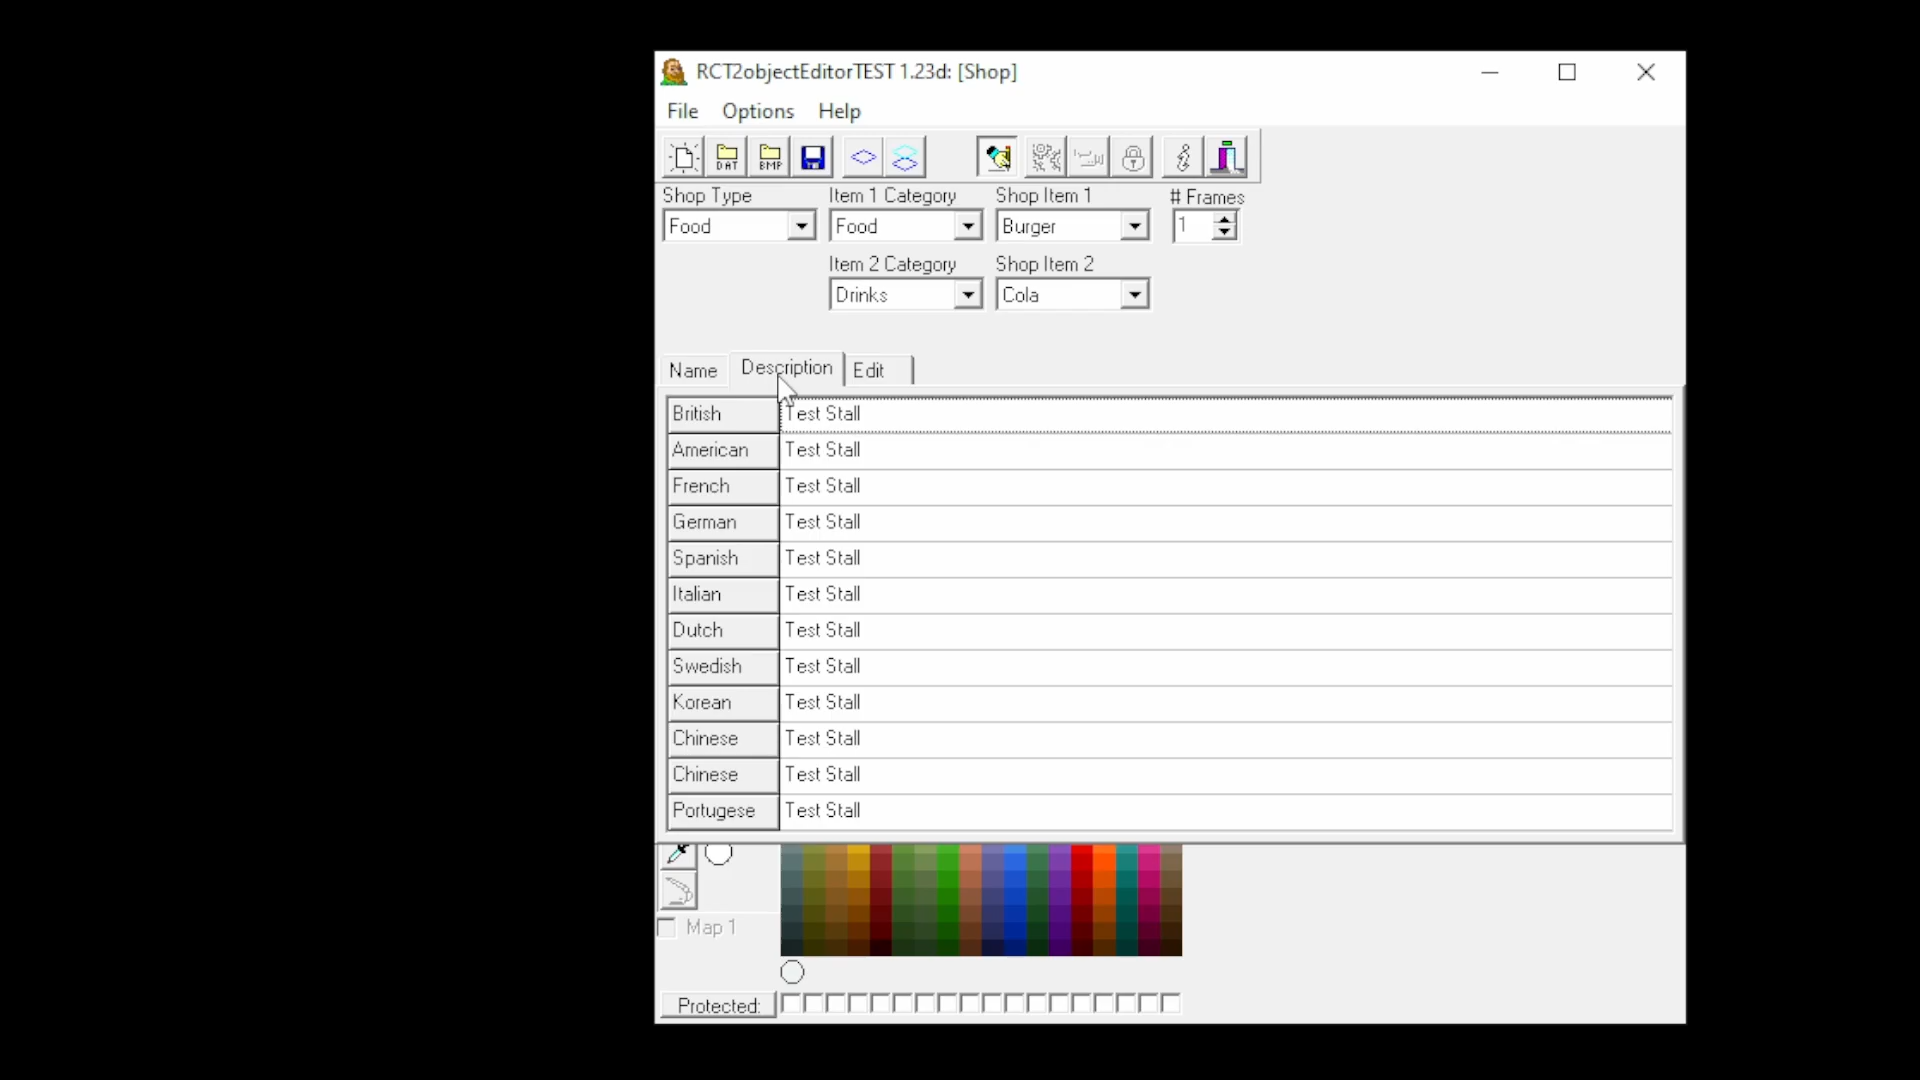 RCT2objectEditorTEST 1.23d: [Shop]
File Options Help
DAT BMP
Shop Type Item 1 Category Shop Item 1 # Frames
Food Food Burger 1
Item 2 Category Shop Item 2
Drinks Cola
Name Description Edit
British Test Stall
American Test Stall
French Test Stall
German Test Stall
Spanish Test Stall
Italian Test Stall
Dutch Test Stall
Swedish Test Stall
Korean Test Stall
Chinese Test Stall
Chinese Test Stall
Portugese Test Stall
Map 1
Protected: